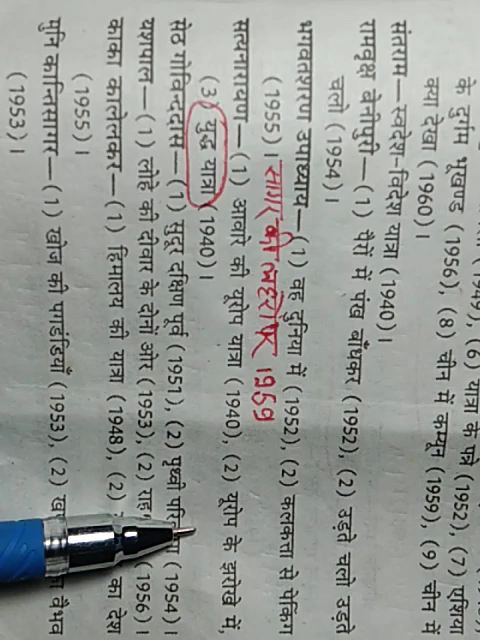 (1949), (6) यात्रा के पन्ने (1952), (7) एशिया
के दुर्गम भूखण्ड (1956), (8) चीन में कम्यून (1959), (9) चीन में
क्या देखा (1960)।
संतराम—स्वदेश-विदेश यात्रा (1940)।
रामवृक्ष बेनीपुरी—(1) पैरों में पंख बाँधकर (1952), (2) उड़ते चलो उड़ते
चलो (1954)।
भगवतशरण उपाध्याय—(1) वह दुनिया में (1952), (2) कलकत्ता से पेकिंग
(1955)। सागर की लहरों पर 1959
सत्यनारायण—(1) आवारे की यूरोप यात्रा (1940), (2) यूरोप के झरोखे में,
(3) युद्ध यात्रा (1940)।
सेठ गोविन्ददास—(1) सुदूर दक्षिण पूर्व (1951), (2) पृथ्वी (1954)।
यशपाल—(1) लोहे की दीवार के दोनों ओर (1953), (2) (1956)।
काका कालेलकर—(1) हिमालय की यात्रा (1948), (2) का देश
(1955)।
मुनि कान्तिसागर—(1) खोज की पगडंडियाँ (1953), (2) वैभव
(1953)।